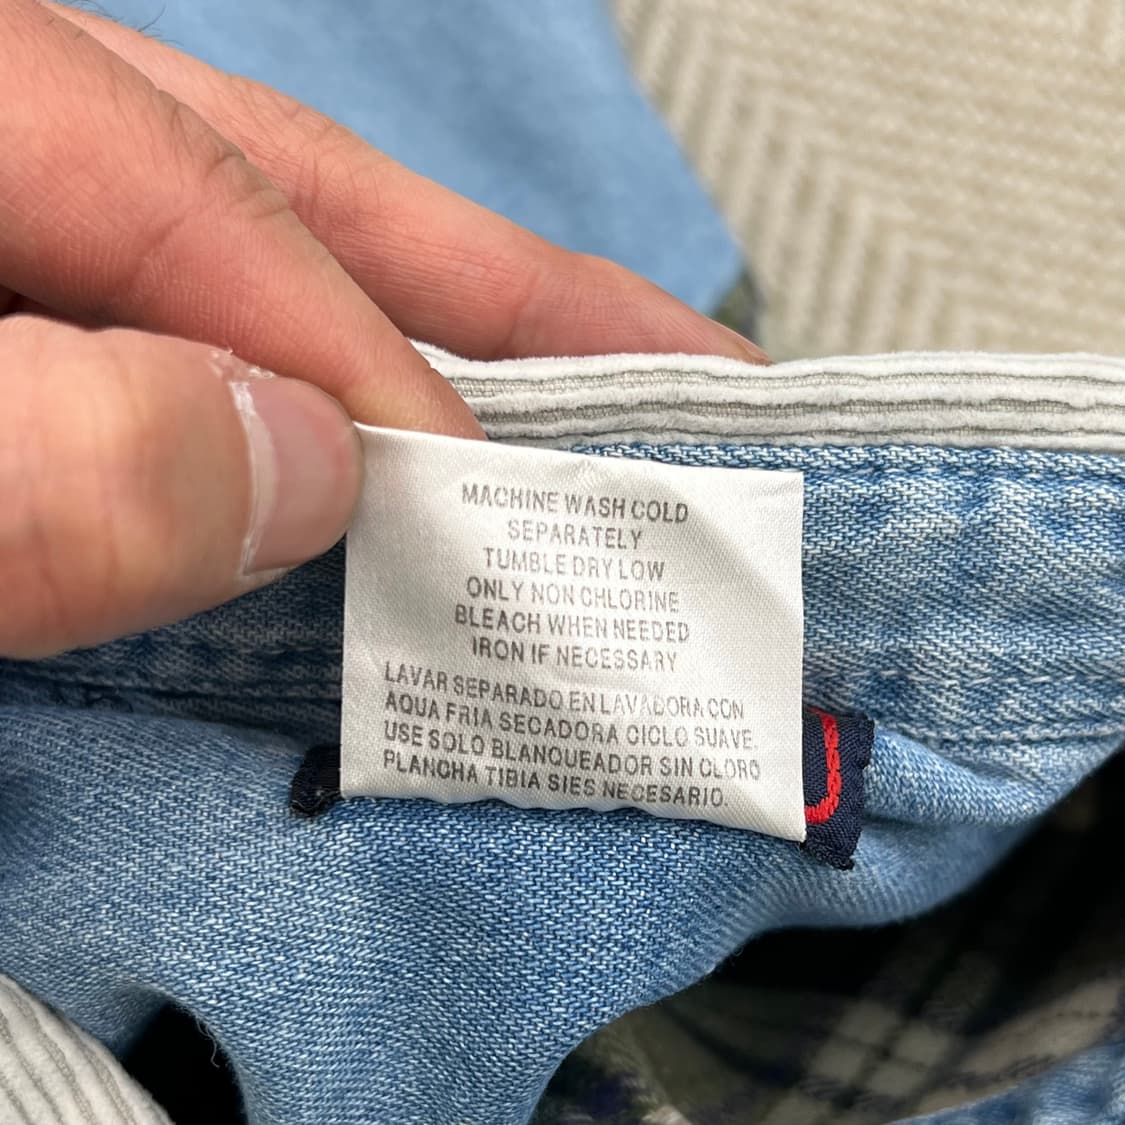 MACHINE WASH COLD
SEPARATELY
TUMBLE DRY LOW
ONLY NON CHLORINE
BLEACH WHEN NEEDED
IRON IF NECESSARY
LAVAR SEPARADO EN LAVADORA CON
AQUA FRIA SECADORA CICLO SUAVE.
USE SOLO BLANQUEADOR SIN CLORO
PLANCHA TIBIA SIES NECESARIO.